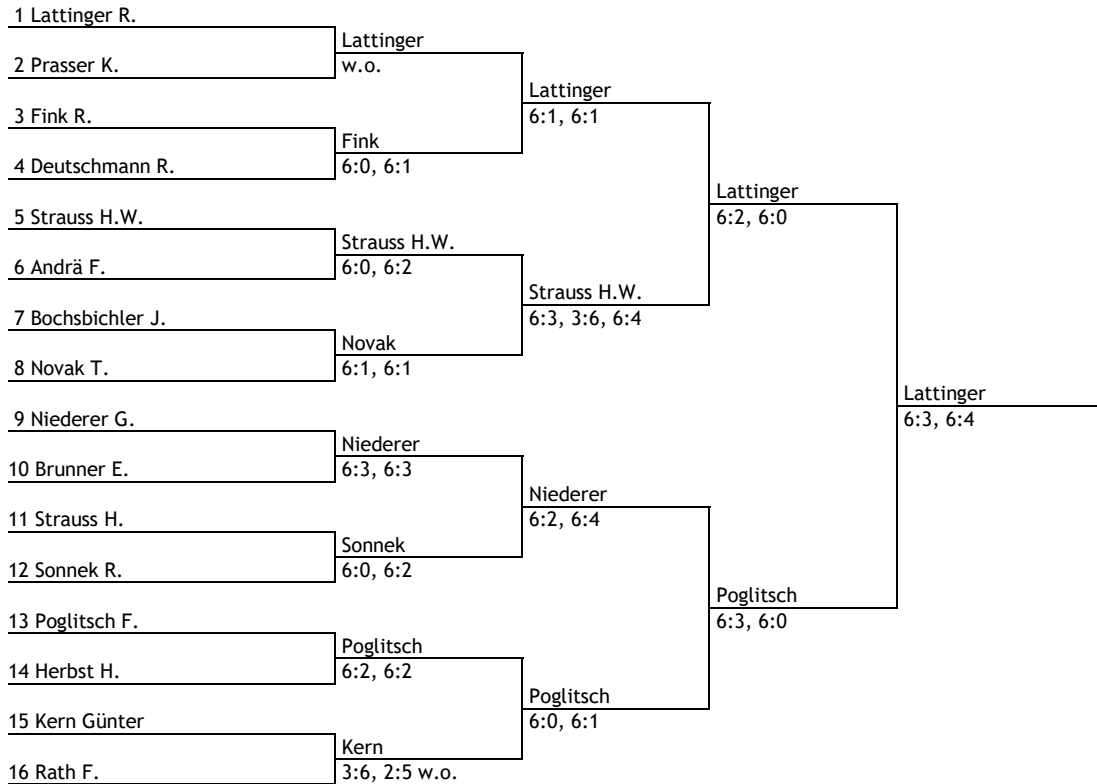 1 Lattinger R.
Lattinger
2 Prasser K.
w.o.
Lattinger
3 Fink R.
6:1, 6:1
Fink
4 Deutschmann R.
6:0, 6:1
Lattinger
5 Strauss H.W.
6:2, 6:0
Strauss H.W.
6 Andrä F.
6:0, 6:2
Strauss H.W.
7 Bochsbichler J.
6:3, 3:6, 6:4
Novak
8 Novak T.
6:1, 6:1
Lattinger
9 Niederer G.
6:3, 6:4
Niederer
10 Brunner E.
6:3, 6:3
Niederer
11 Strauss H.
6:2, 6:4
Sonnek
12 Sonnek R.
6:0, 6:2
Poglitsch
13 Poglitsch F.
6:3, 6:0
Poglitsch
14 Herbst H.
6:2, 6:2
Poglitsch
15 Kern Günter
6:0, 6:1
Kern
16 Rath F.
3:6, 2:5 w.o.